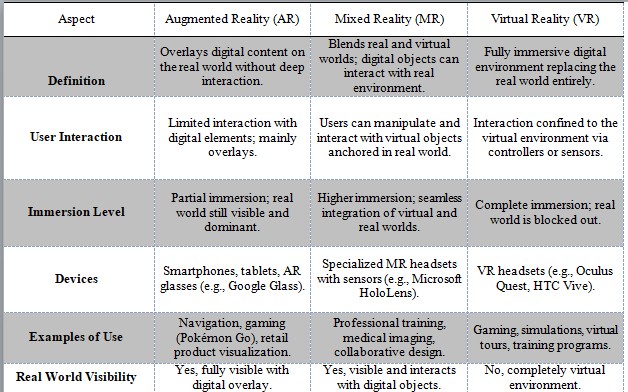 Aspect
Augmented Reality (AR)
Mixed Reality (MR)
Virtual Reality (VR)
Definition
Overlays digital content on
the real world without deep
interaction.
Blends real and virtual
worlds; digital objects can
interact with real
environment.
Fully immersive digital
environment replacing the
real world entirely.
User Interaction
Limited interaction with
digital elements; mainly
overlays.
Users can manipulate and
interact with virtual objects
anchored in real world.
Interaction confined to the
virtual environment via
controllers or sensors.
Immersion Level
Partial immersion; real
world still visible and
dominant.
Higher immersion; seamless
integration of virtual and
real worlds.
Complete immersion; real
world is blocked out.
Devices
Smartphones, tablets, AR
glasses (e.g., Google Glass).
Specialized MR headsets
with sensors (e.g., Microsoft
HoloLens).
VR headsets (e.g., Oculus
Quest, HTC Vive).
Examples of Use
Navigation, gaming
(Pokémon Go), retail
product visualization.
Professional training,
medical imaging,
collaborative design.
Gaming, simulations, virtual
tours, training programs.
Real World Visibility
Yes, fully visible with
digital overlay.
Yes, visible and interacts
with digital objects.
No, completely virtual
environment.